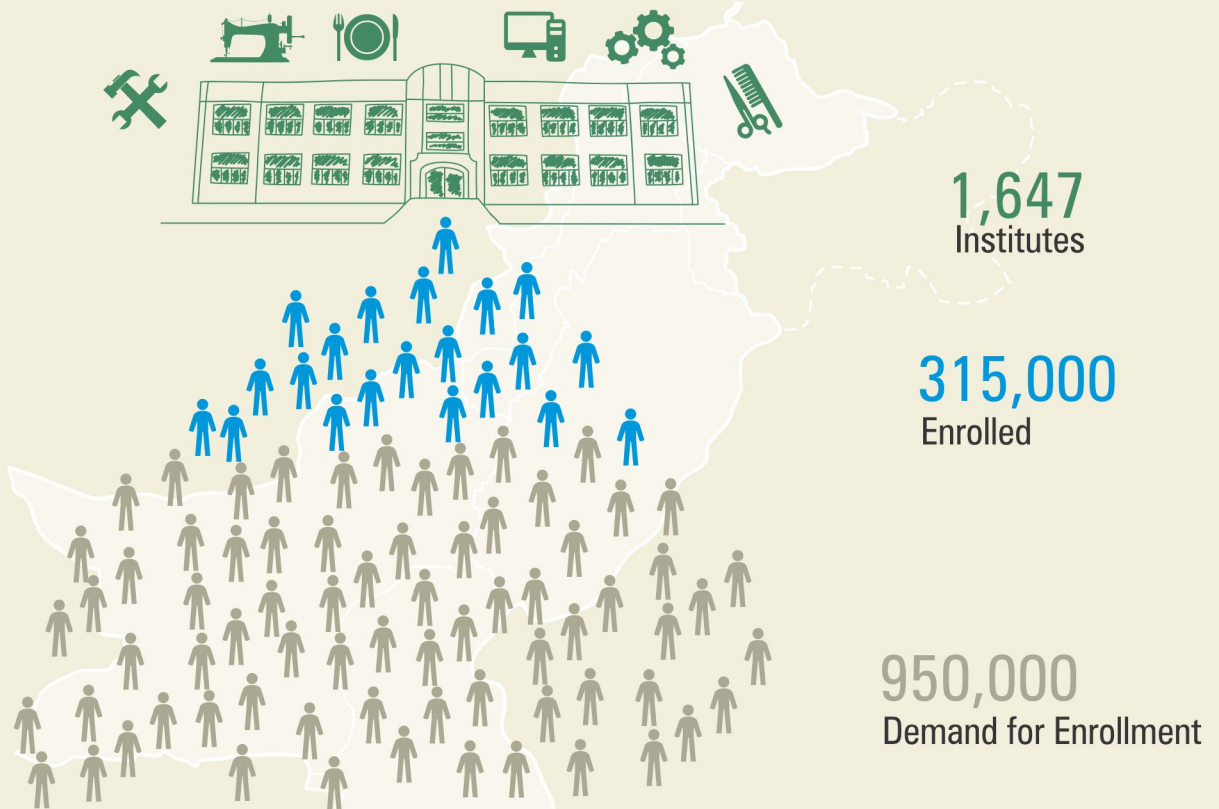 1,647
Institutes
315,000
Enrolled
950,000
Demand for Enrollment